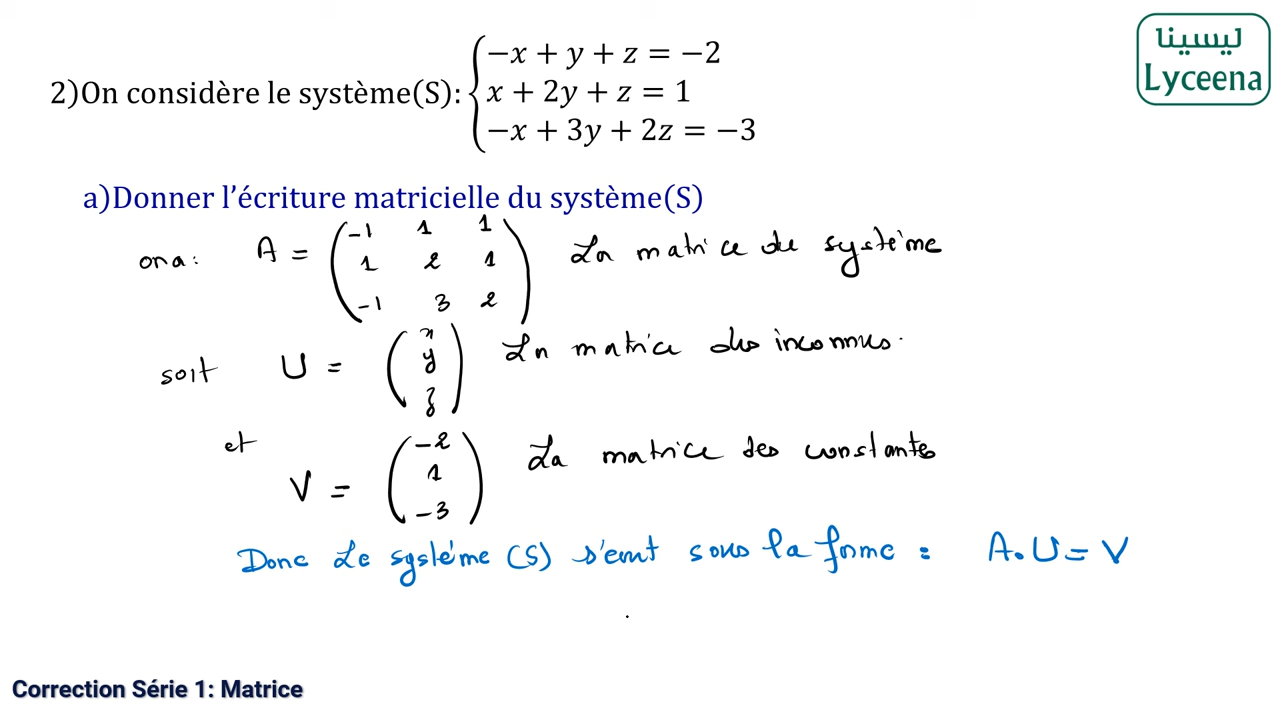 ليسينا
Lyceena
2)On considère le système(S): {−x + y + z = −2
x + 2y + z = 1
−x + 3y + 2z = −3
a)Donner l'écriture matricielle du système(S)
on a: A = (-1 1 1
1 2 1
-1 3 2) La matrice du système
soit U = (x
y
z) La matrice des inconnus.
et V = (-2
1
-3) La matrice des constantes
Donc Le système (S) s'ecrit sous la forme : A.U = V
Correction Série 1: Matrice